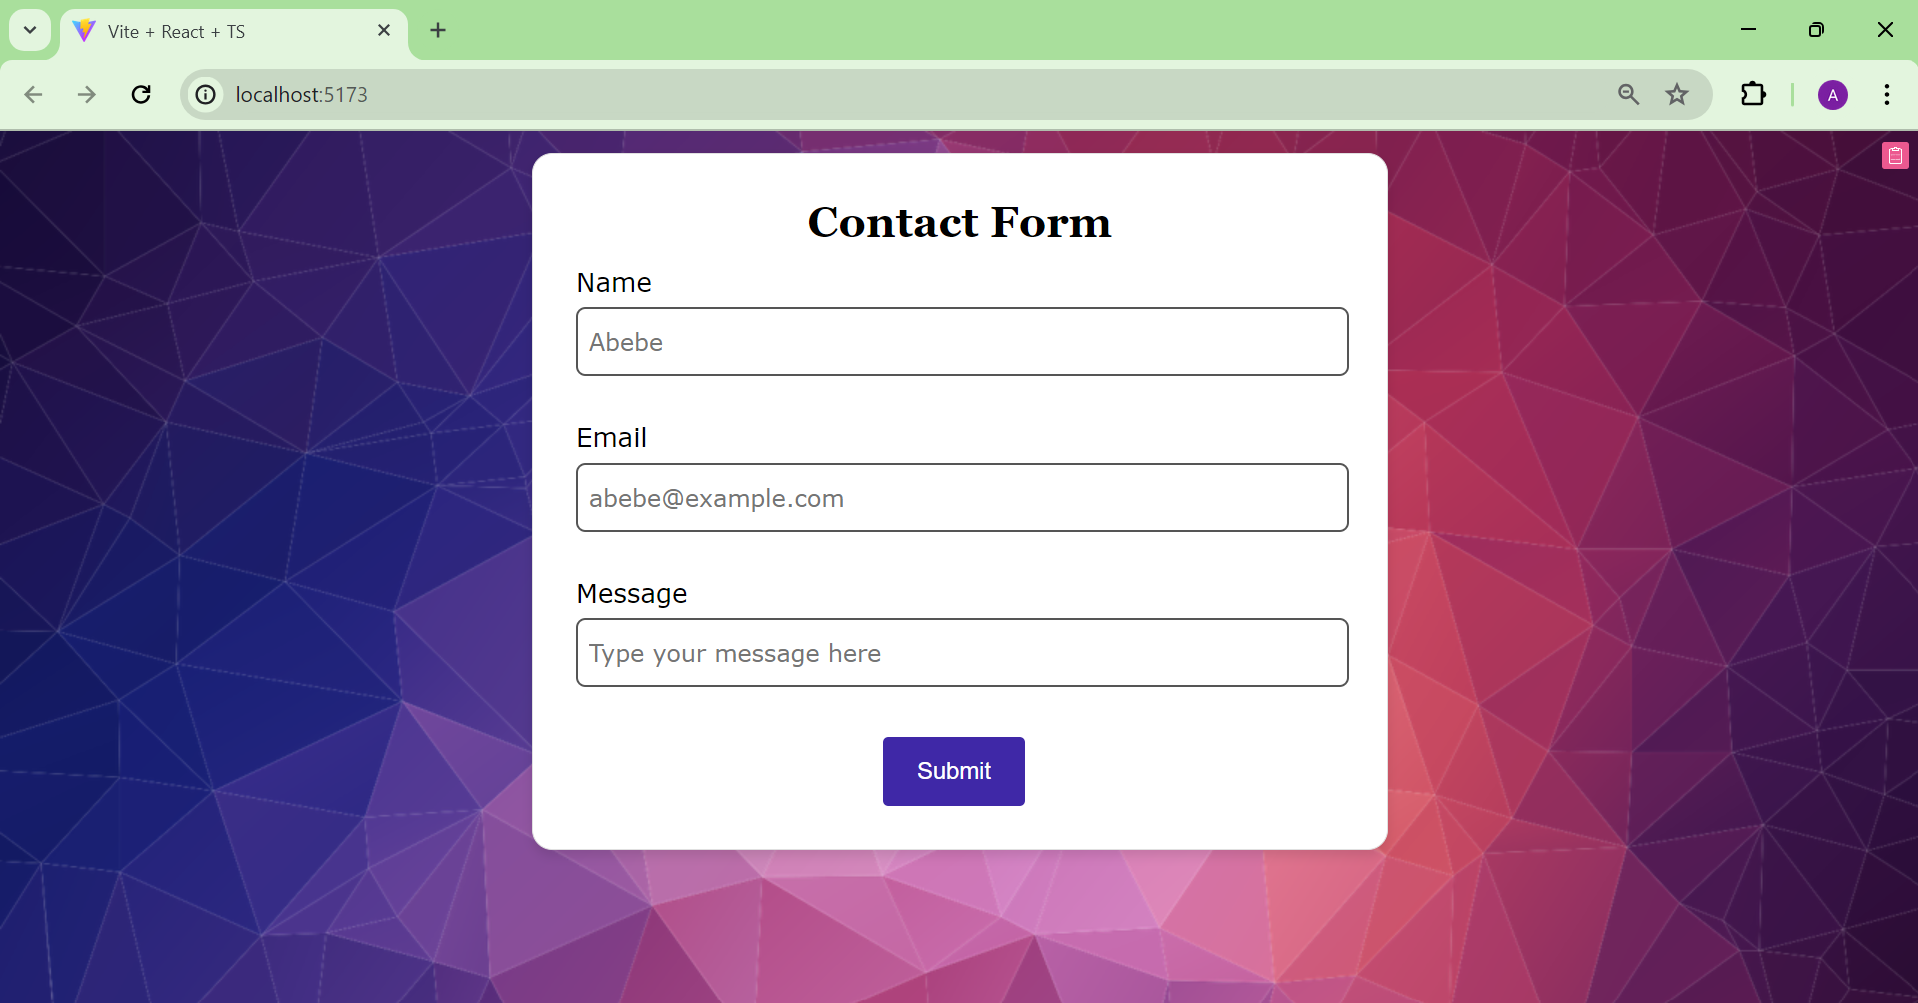 Vite + React + TS
localhost:5173
A
Contact Form
Name
Abebe
Email
abebe@example.com
Message
Type your message here
Submit